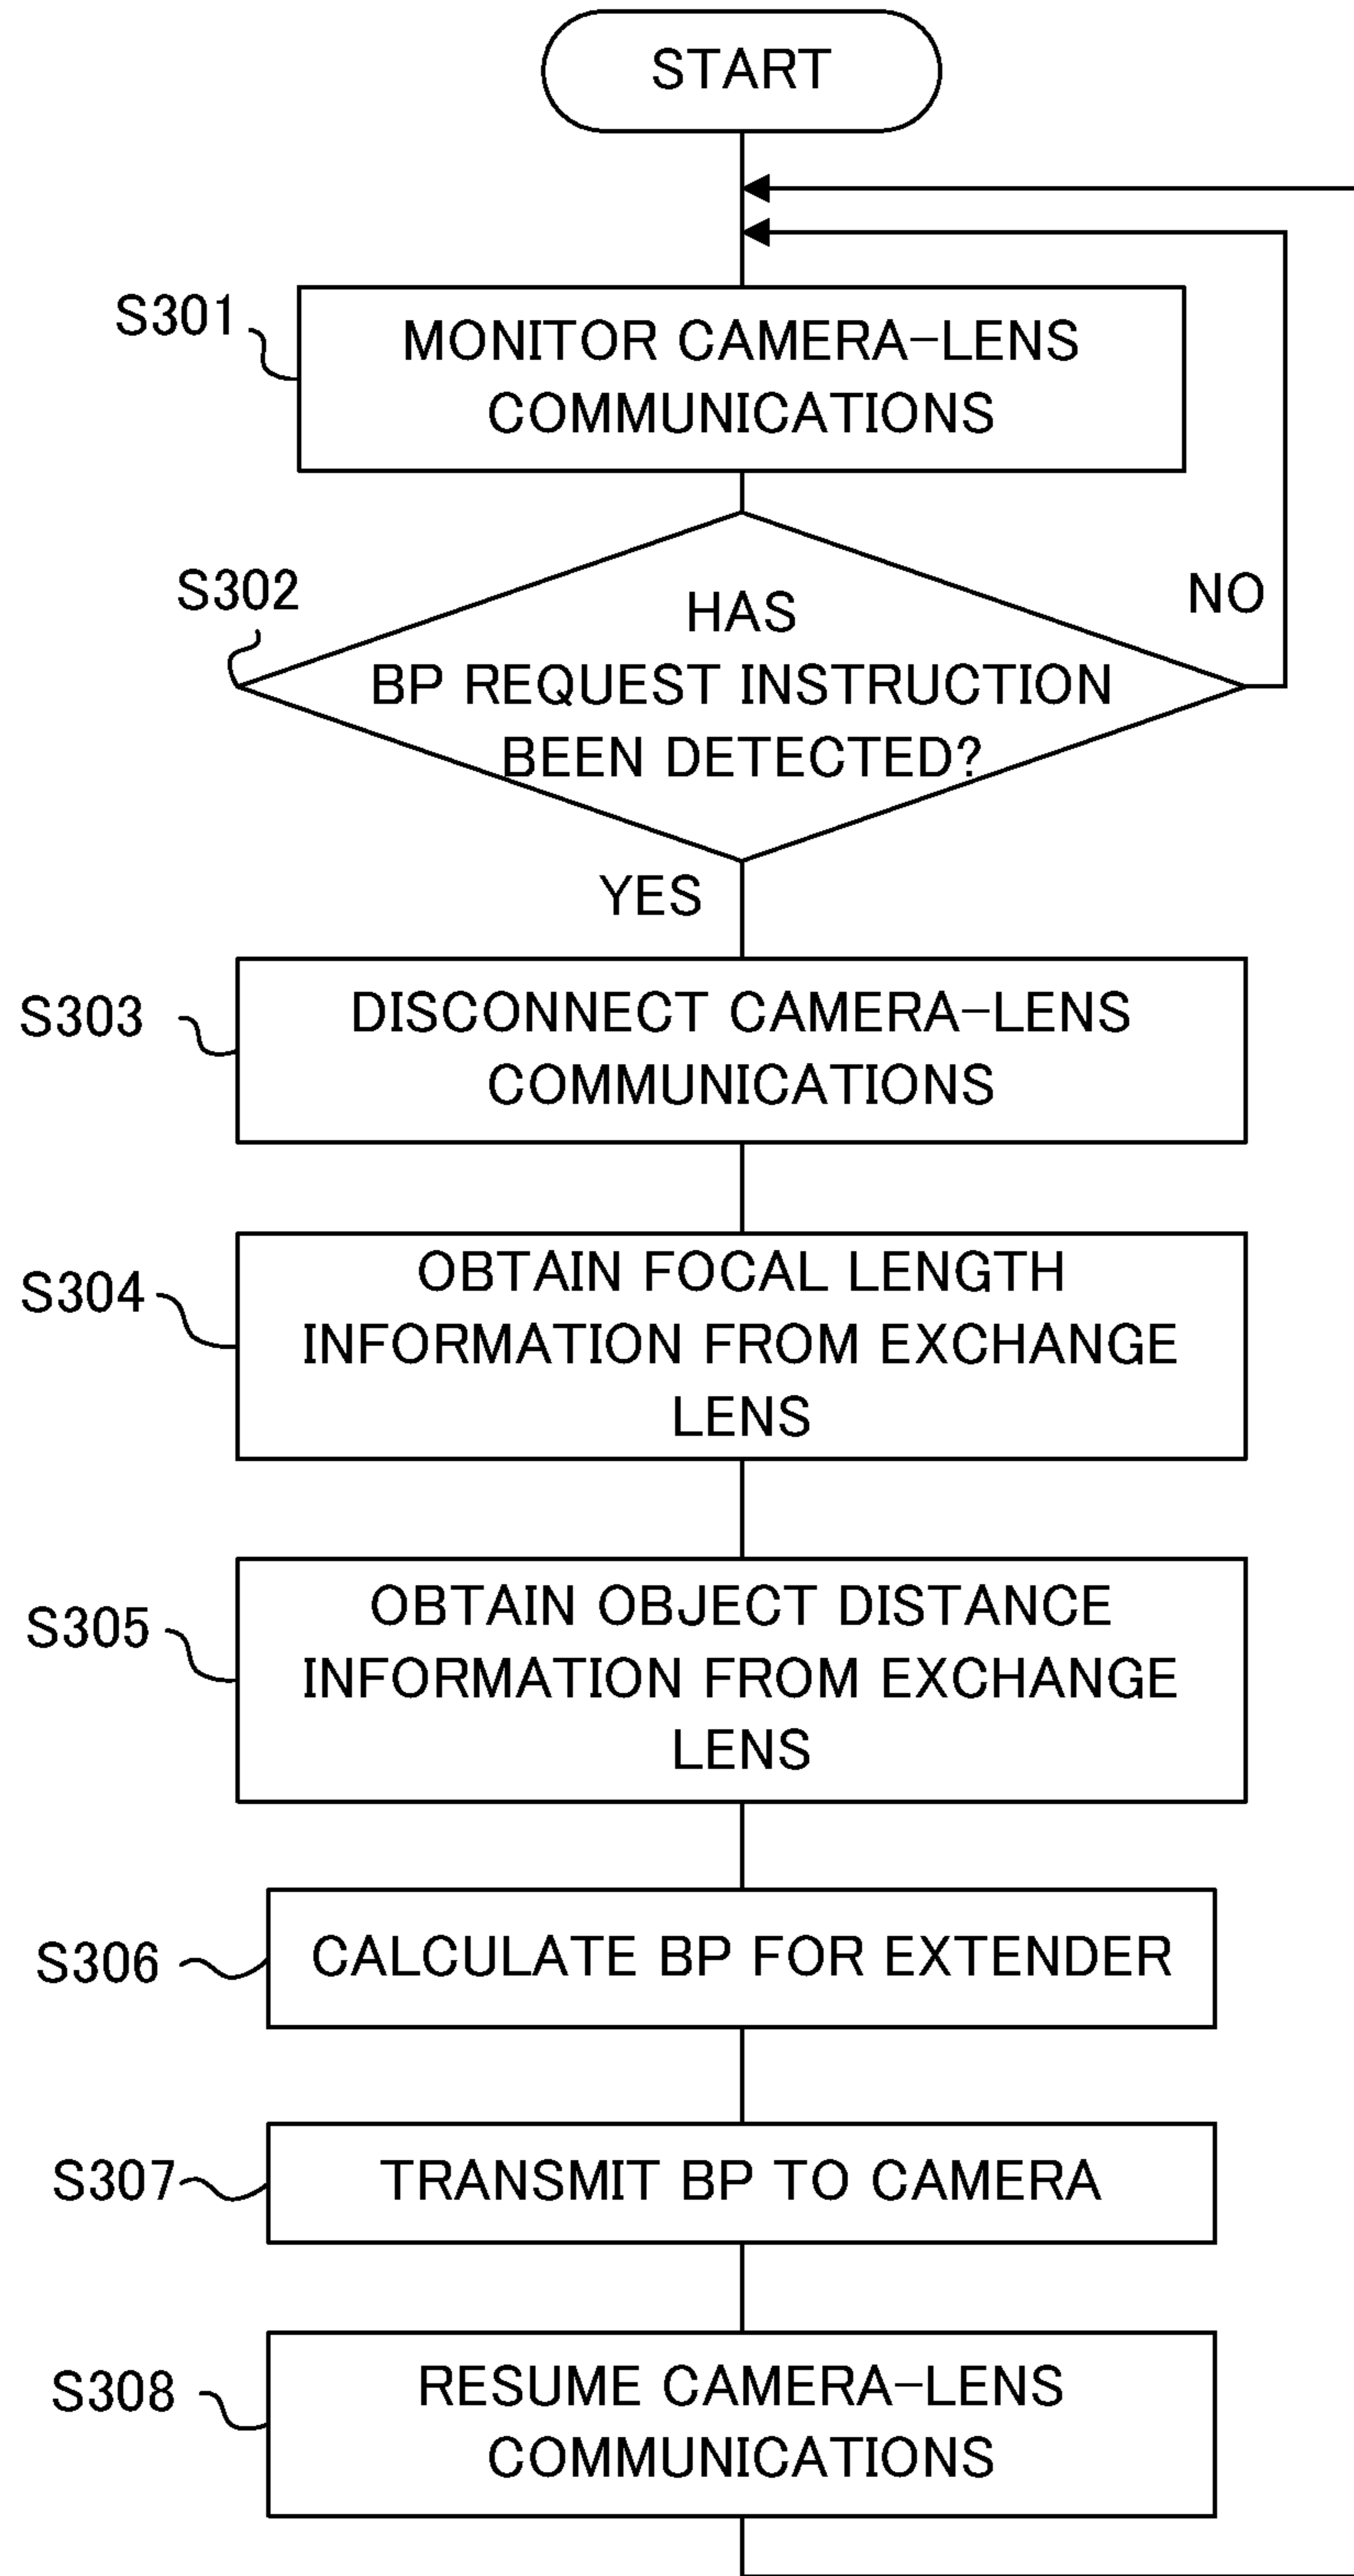 START
S301
MONITOR CAMERA-LENS
COMMUNICATIONS
S302
HAS
BP REQUEST INSTRUCTION
BEEN DETECTED?
NO
YES
S303
DISCONNECT CAMERA-LENS
COMMUNICATIONS
S304
OBTAIN FOCAL LENGTH
INFORMATION FROM EXCHANGE
LENS
S305
OBTAIN OBJECT DISTANCE
INFORMATION FROM EXCHANGE
LENS
S306
CALCULATE BP FOR EXTENDER
S307
TRANSMIT BP TO CAMERA
S308
RESUME CAMERA-LENS
COMMUNICATIONS